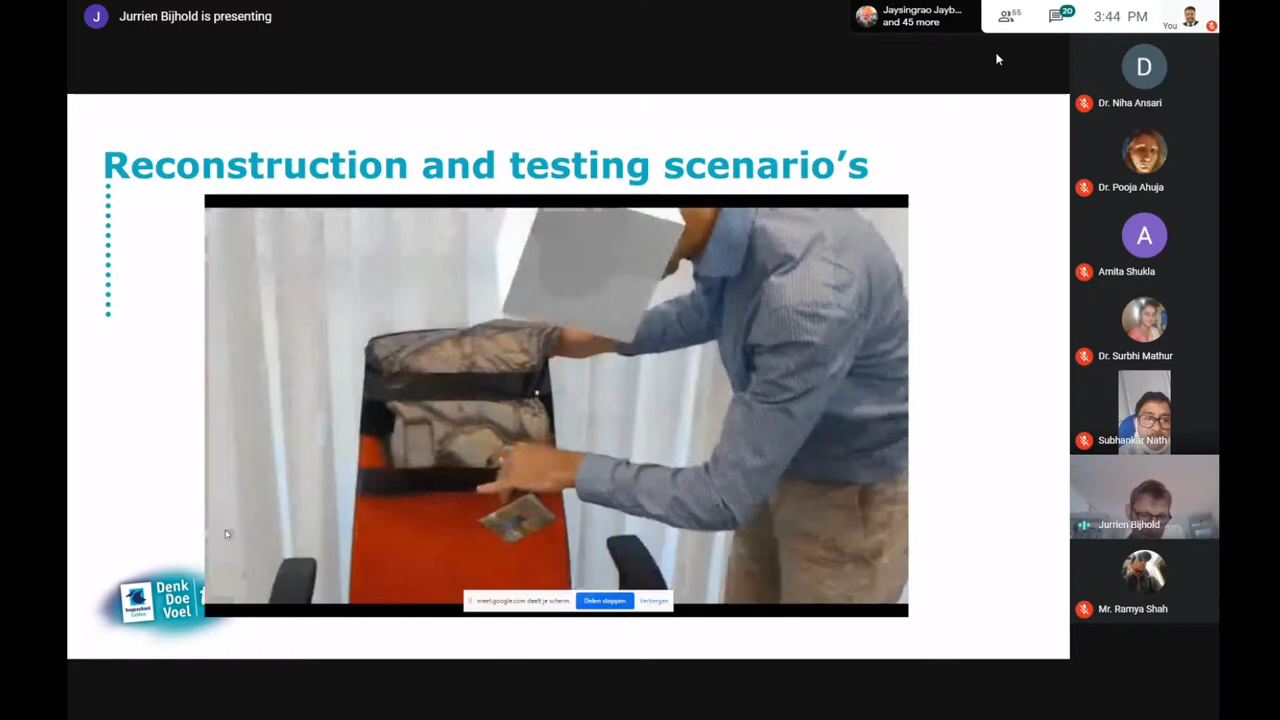 J
Jurrien Bijhold is presenting
Jaysingrao Jayb...
and 45 more
55
20
3:44 PM
You
D
Dr. Niha Ansari
Dr. Pooja Ahuja
A
Amita Shukla
Dr. Surbhi Mathur
Subhankar Nath
Jurrien Bijhold
Mr. Ramya Shah
Reconstruction and testing scenario's
hogeschool
Leiden
Denk
Doe
Voel
meet.google.com deelt je scherm.
Delen stoppen
Verbergen